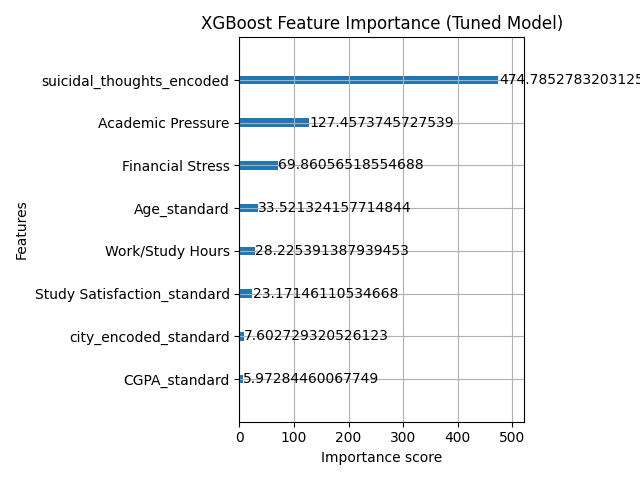 XGBoost Feature Importance (Tuned Model)
suicidal_thoughts_encoded 474.7852783203125
Academic Pressure 127.4573745727539
Financial Stress 69.86056518554688
Age_standard 33.521324157714844
Work/Study Hours 28.225391387939453
Study Satisfaction_standard 23.17146110534668
city_encoded_standard 7.602729320526123
CGPA_standard 5.97284460067749
Features
0 100 200 300 400 500
Importance score